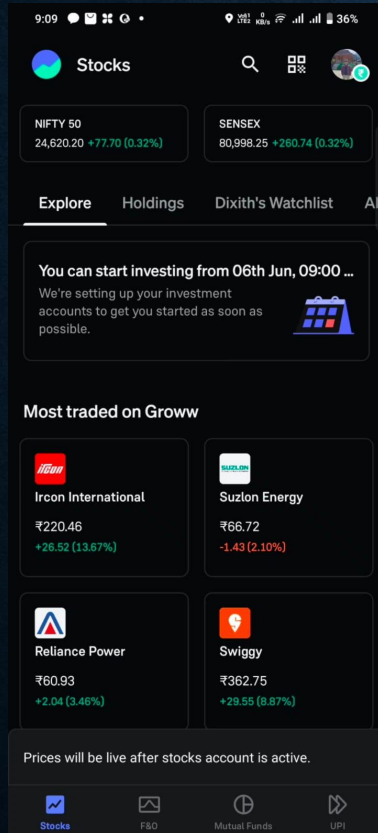 9:09
VoWiFi LTE2 0 KB/s 36%
Stocks
NIFTY 50
24,620.20 +77.70 (0.32%)
SENSEX
80,998.25 +260.74 (0.32%)
Explore Holdings Dixith's Watchlist
You can start investing from 06th Jun, 09:00 ...
We're setting up your investment
accounts to get you started as soon as
possible.
Most traded on Groww
ircon
Ircon International
₹220.46
+26.52 (13.67%)
SUZLON
Suzlon Energy
₹66.72
-1.43 (2.10%)
Reliance Power
₹60.93
+2.04 (3.46%)
Swiggy
₹362.75
+29.55 (8.87%)
Prices will be live after stocks account is active.
Stocks F&O Mutual Funds UPI